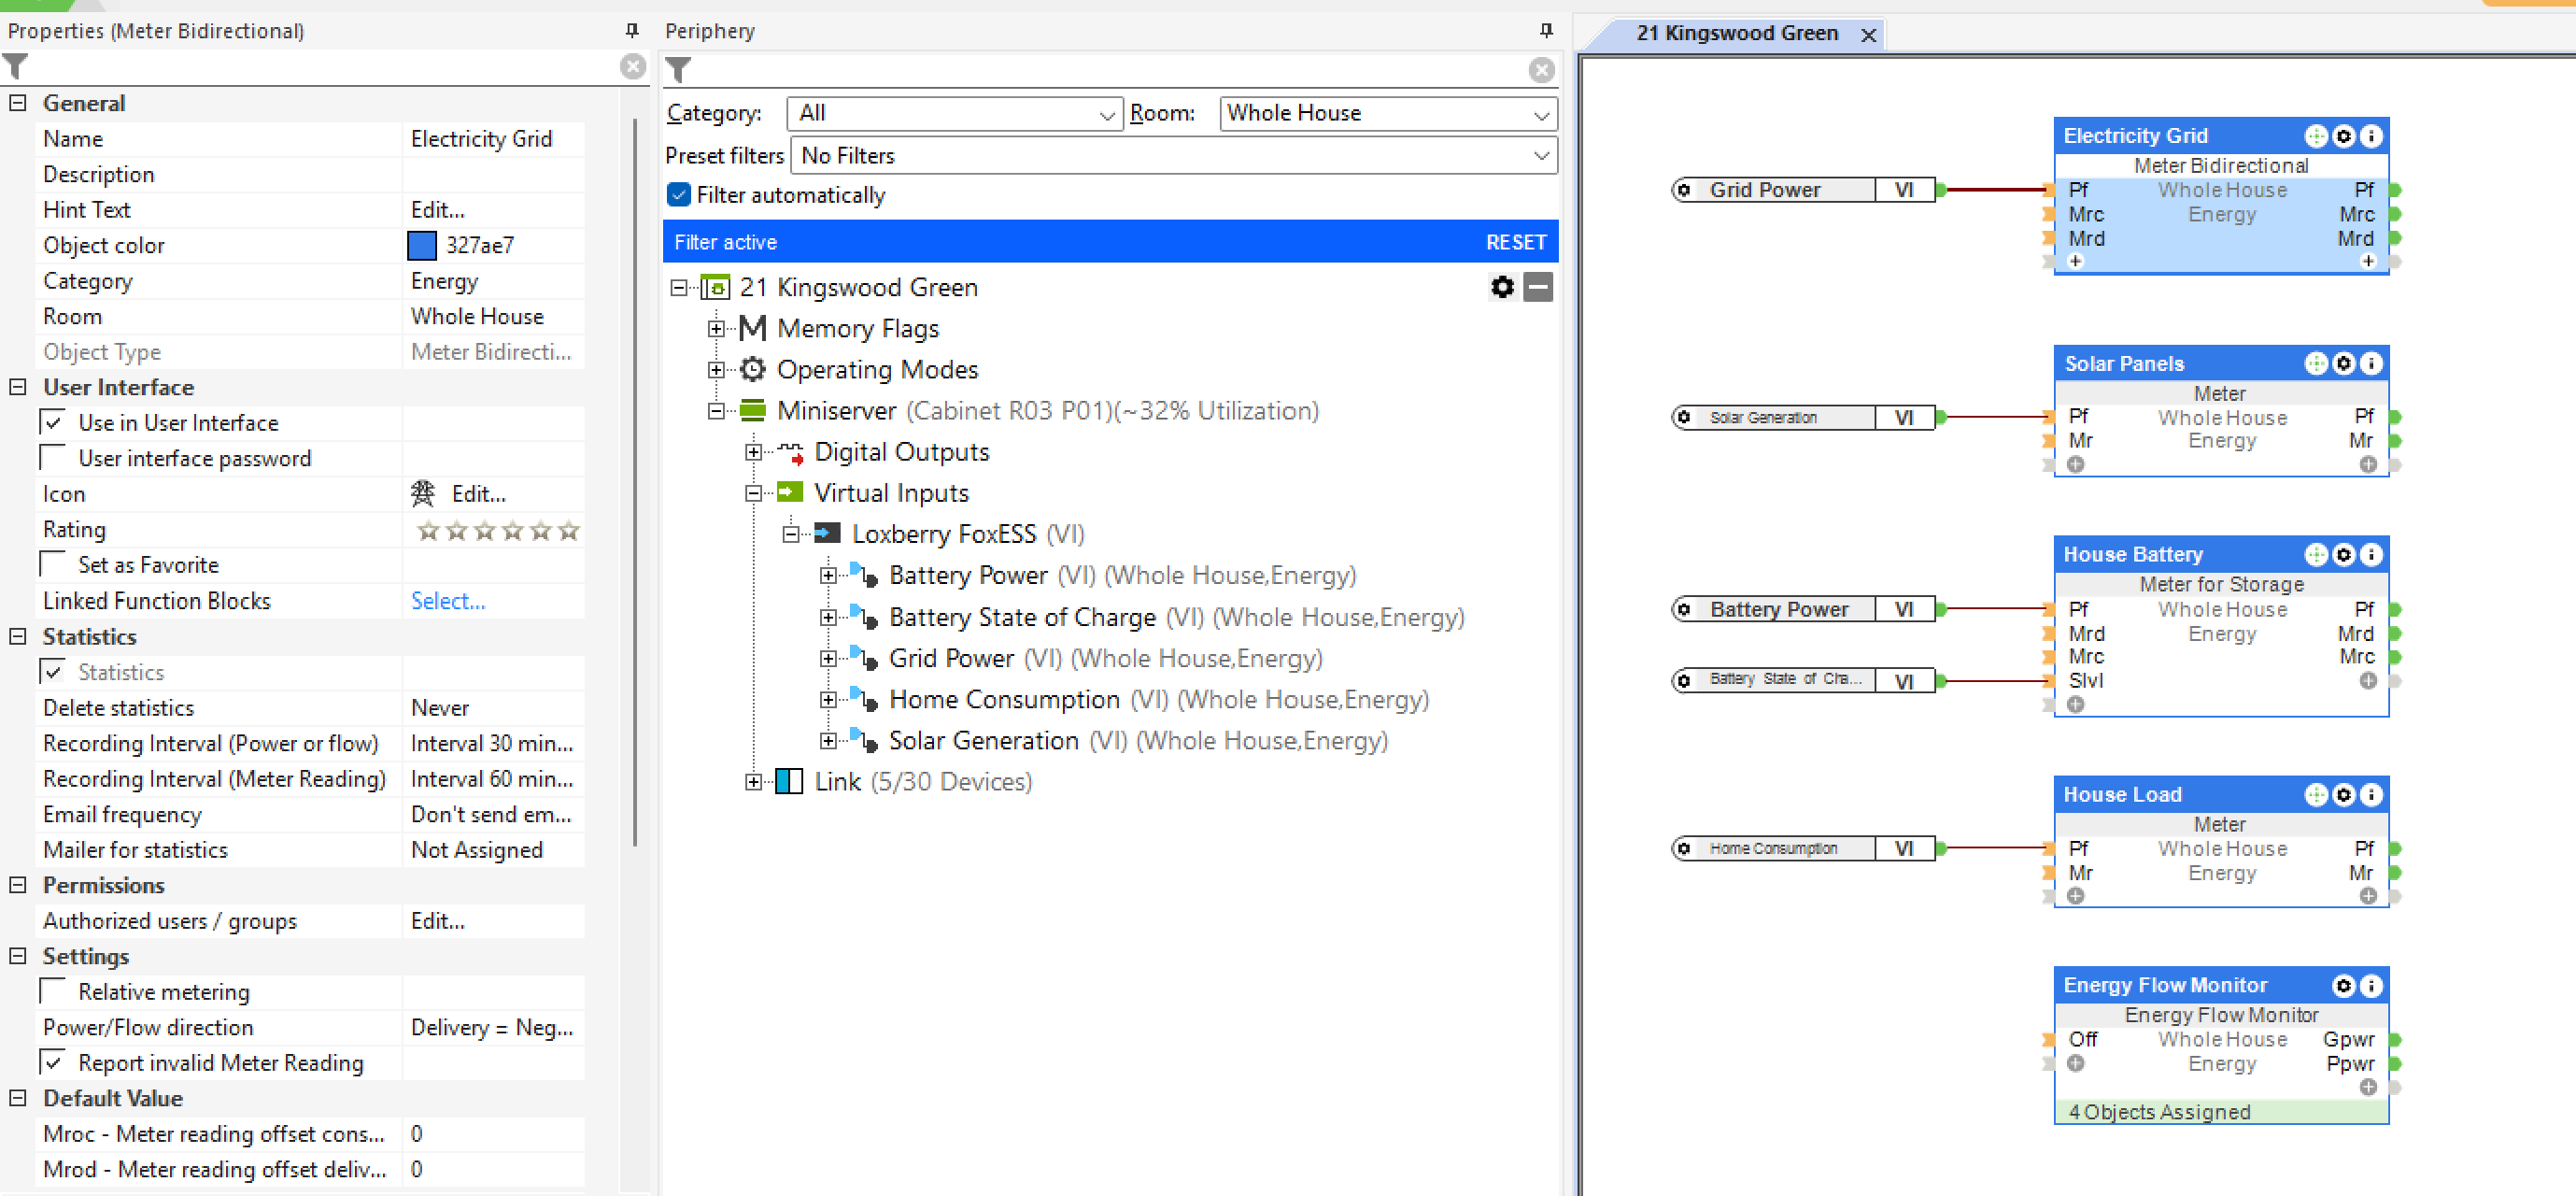 Properties (Meter Bidirectional)
General
Name Electricity Grid
Description
Hint Text Edit...
Object color 327ae7
Category Energy
Room Whole House
Object Type Meter Bidirecti...
User Interface
Use in User Interface
User interface password
Icon Edit...
Rating
Set as Favorite
Linked Function Blocks Select...
Statistics
Statistics
Delete statistics Never
Recording Interval (Power or flow) Interval 30 min...
Recording Interval (Meter Reading) Interval 60 min...
Email frequency Don't send em...
Mailer for statistics Not Assigned
Permissions
Authorized users / groups Edit...
Settings
Relative metering
Power/Flow direction Delivery = Neg...
Report invalid Meter Reading
Default Value
Mroc - Meter reading offset cons... 0
Mrod - Meter reading offset deliv... 0
Periphery
Category: All Room: Whole House
Preset filters No Filters
Filter automatically
Filter active RESET
21 Kingswood Green
M Memory Flags
Operating Modes
Miniserver (Cabinet R03 P01)(~32% Utilization)
Digital Outputs
Virtual Inputs
Loxberry FoxESS (VI)
Battery Power (VI) (Whole House,Energy)
Battery State of Charge (VI) (Whole House,Energy)
Grid Power (VI) (Whole House,Energy)
Home Consumption (VI) (Whole House,Energy)
Solar Generation (VI) (Whole House,Energy)
Link (5/30 Devices)
21 Kingswood Green
Electricity Grid
Meter Bidirectional
Grid Power VI Pf Whole House Pf
Mrc Energy Mrc
Mrd Mrd
Solar Panels
Meter
Solar Generation VI Pf Whole House Pf
Mr Energy Mr
House Battery
Meter for Storage
Battery Power VI Pf Whole House Pf
Mrd Energy Mrd
Mrc Mrc
Battery State of Cha... VI Slvl
House Load
Meter
Home Consumption VI Pf Whole House Pf
Mr Energy Mr
Energy Flow Monitor
Energy Flow Monitor
Off Whole House Gpwr
Energy Ppwr
4 Objects Assigned